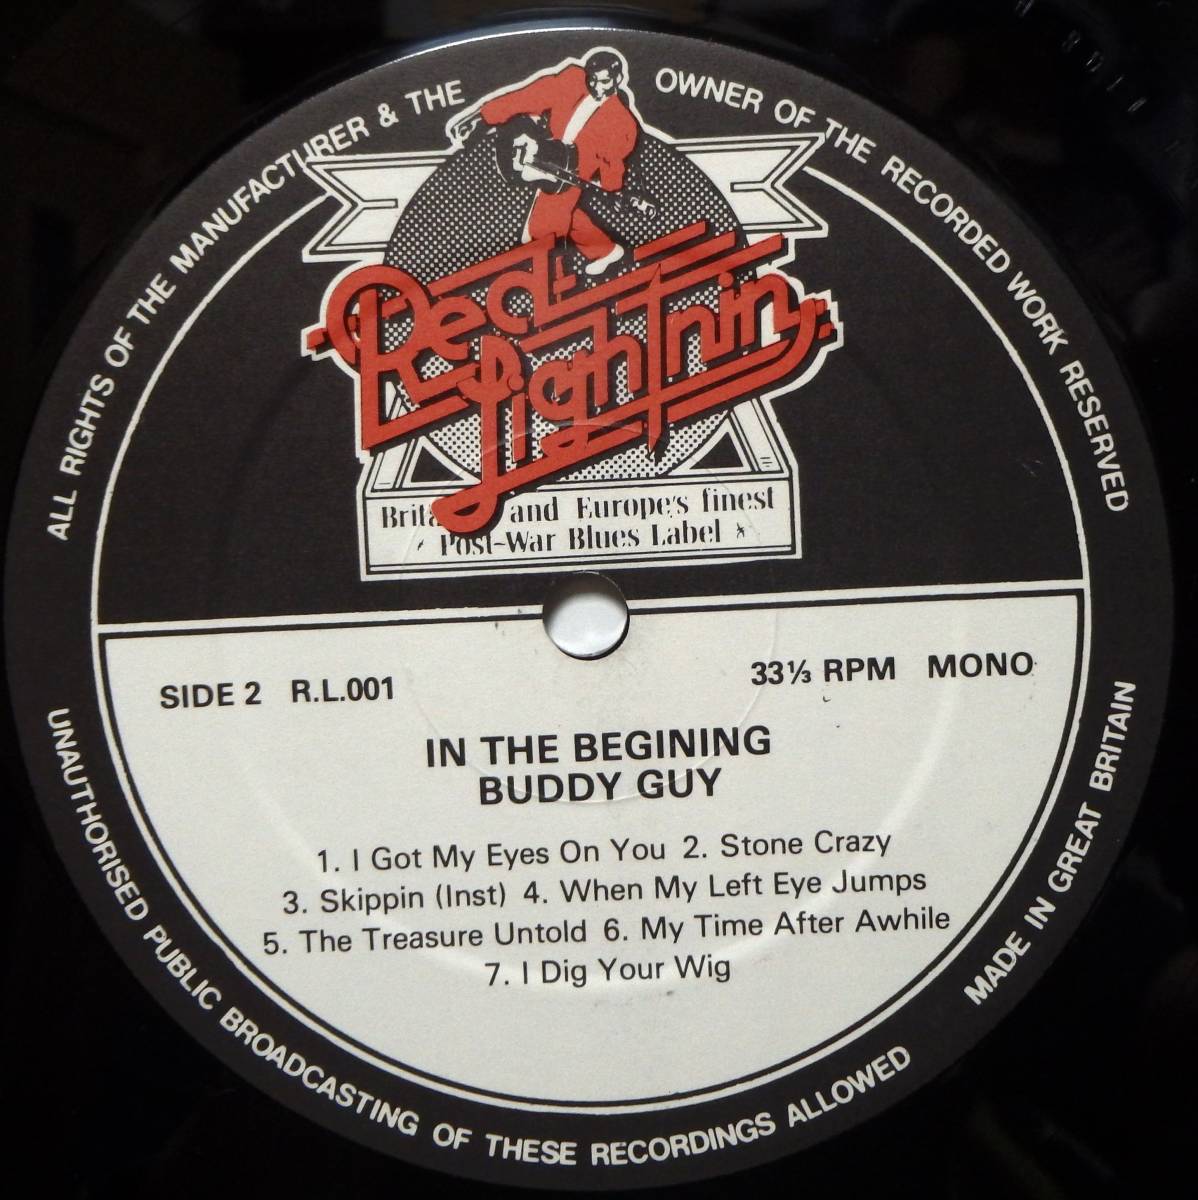 ALL RIGHTS OF THE MANUFACTURER & THE OWNER OF THE RECORDED WORK RESERVED
Red
Lightnin
and Europe's finest
Post-War Blues Label
SIDE 2 R.L.001
33⅓ RPM MONO
IN THE BEGINING
BUDDY GUY
1. I Got My Eyes On You 2. Stone Crazy
3. Skippin (Inst) 4. When My Left Eye Jumps
5. The Treasure Untold 6. My Time After Awhile
7. I Dig Your Wig
UNAUTHORISED PUBLIC BROADCASTING OF THESE RECORDINGS ALLOWED
MADE IN GREAT BRITAIN